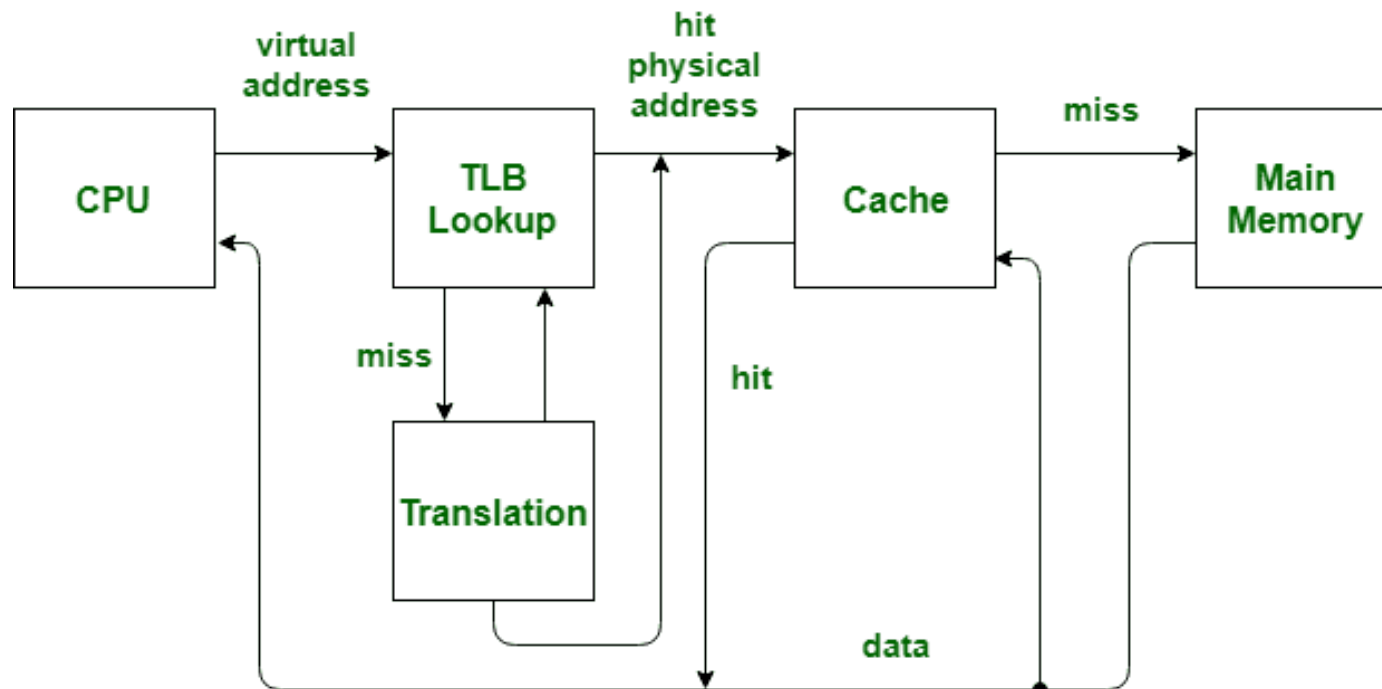 virtual
address
hit
physical
address
miss
CPU
TLB
Lookup
Cache
Main
Memory
miss
hit
Translation
data